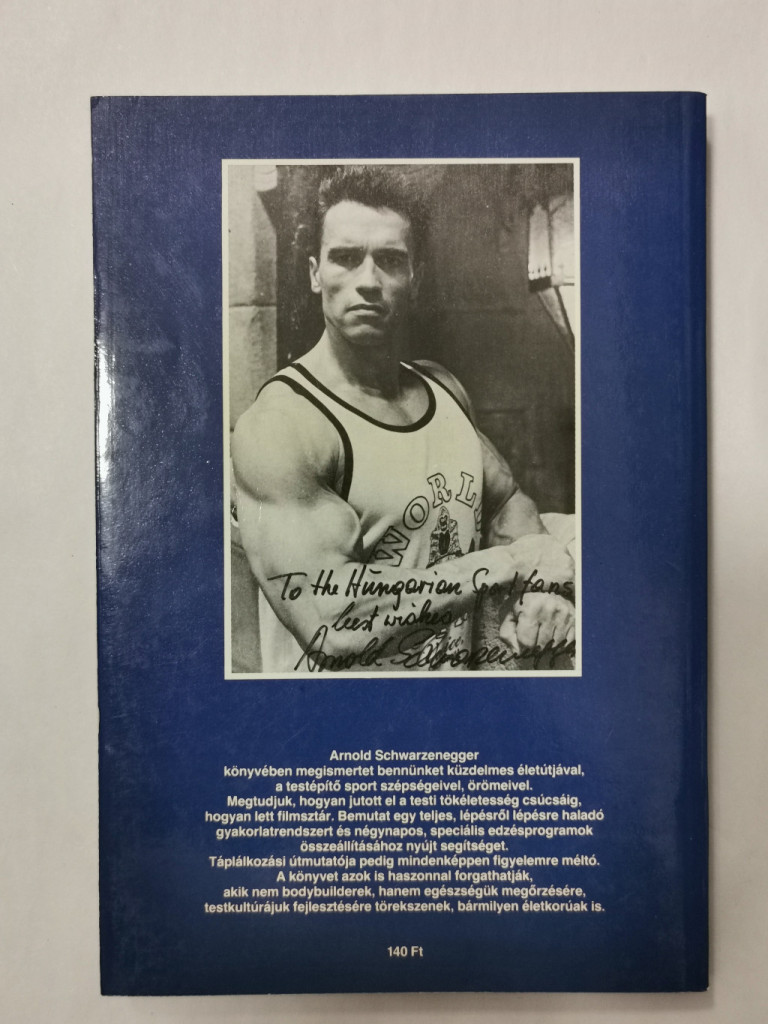 WORLD
To the Hungarian Sport fans
best wishes
Arnold Schwarzenegger
Arnold Schwarzenegger
könyvében megismertet bennünket küzdelmes életútjával,
a testépítő sport szépségeivel, örömeivel.
Megtudjuk, hogyan jutott el a testi tökéletesség csúcsáig,
hogyan lett filmsztár. Bemutat egy teljes, lépésről lépésre haladó
gyakorlatrendszert és négynapos, speciális edzésprogramok
összeállításához nyújt segítséget.
Táplálkozási útmutatója pedig mindenképpen figyelemre méltó.
A könyvet azok is haszonnal forgathatják,
akik nem bodybuilderek, hanem egészségük megőrzésére,
testkultúrájuk fejlesztésére törekszenek, bármilyen életkorúak is.
140 Ft